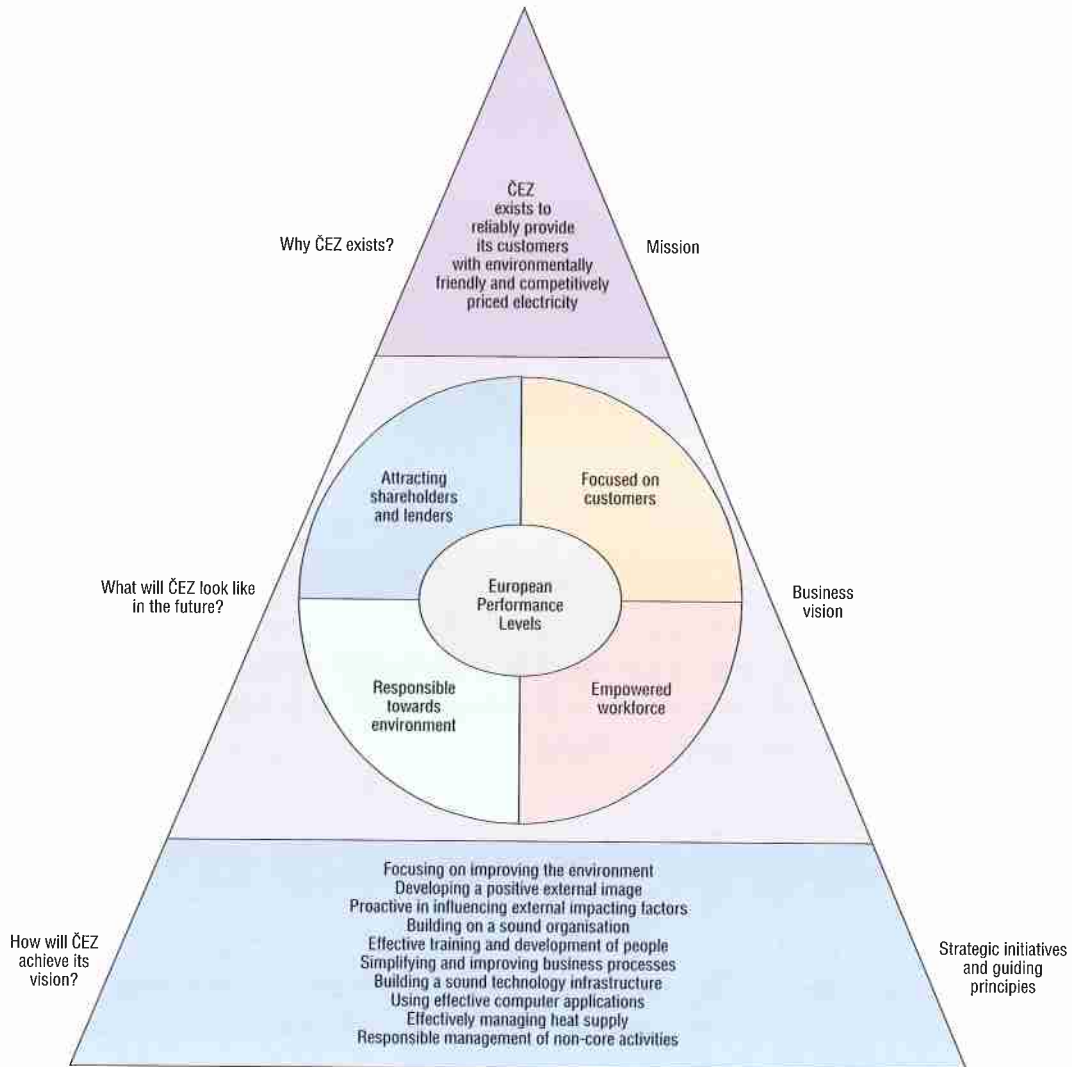 ČEZ
exists to
reliably provide
its customers
with environmentally
friendly and competitively
priced electricity
Why ČEZ exists?
Mission
Attracting
shareholders
and lenders
Focused on
customers
What will ČEZ look like
in the future?
European
Performance
Levels
Business
vision
Responsible
towards
environment
Empowered
workforce
Focusing on improving the environment
Developing a positive external image
Proactive in influencing external impacting factors
Building on a sound organisation
Effective training and development of people
Simplifying and improving business processes
Building a sound technology infrastructure
Using effective computer applications
Effectively managing heat supply
Responsible management of non-core activities
How will ČEZ
achieve its
vision?
Strategic initiatives
and guiding
principies